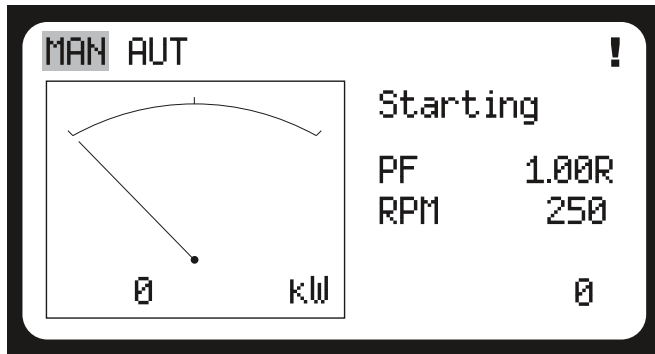 MAN AUT !
Starting
PF 1.00R
RPM 250
0 kW 0